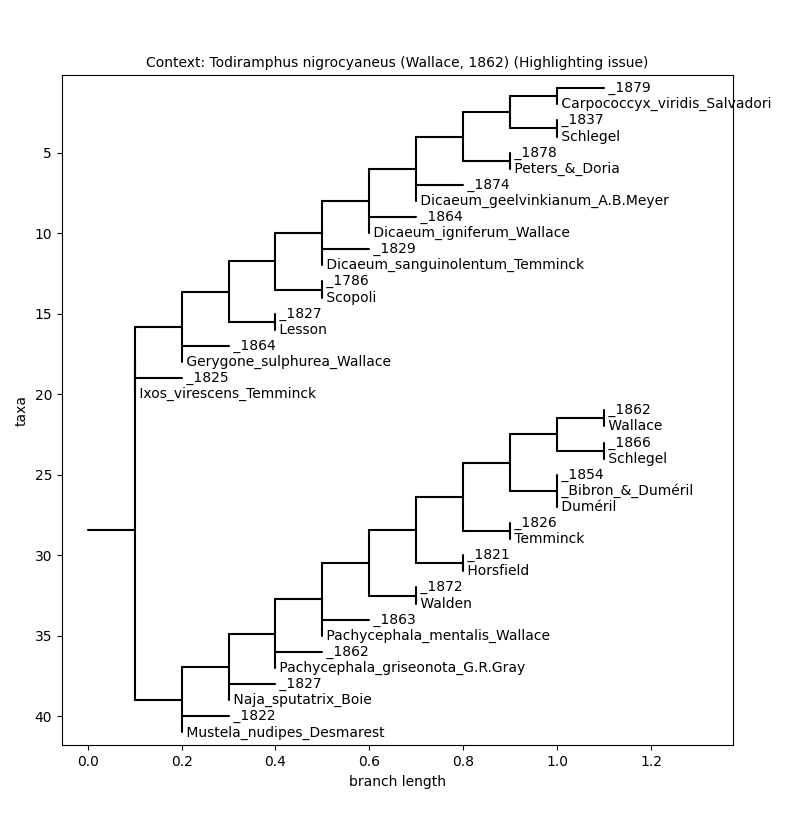 Context: Todiramphus nigrocyaneus (Wallace, 1862) (Highlighting issue)
_1879
Carpococcyx_viridis_Salvadori
_1837
Schlegel
_1878
Peters_&_Doria
_1874
Dicaeum_geelvinkianum_A.B.Meyer
_1864
Dicaeum_igniferum_Wallace
_1829
Dicaeum_sanguinolentum_Temminck
_1786
Scopoli
_1827
Lesson
_1864
Gerygone_sulphurea_Wallace
_1825
Ixos_virescens_Temminck
_1862
Wallace
_1866
Schlegel
_1854
_Bibron_&_Duméril
Duméril
_1826
Temminck
_1821
Horsfield
_1872
Walden
_1863
Pachycephala_mentalis_Wallace
_1862
Pachycephala_griseonota_G.R.Gray
_1827
Naja_sputatrix_Boie
_1822
Mustela_nudipes_Desmarest
5
10
15
20
25
30
35
40
taxa
0.0 0.2 0.4 0.6 0.8 1.0 1.2
branch length